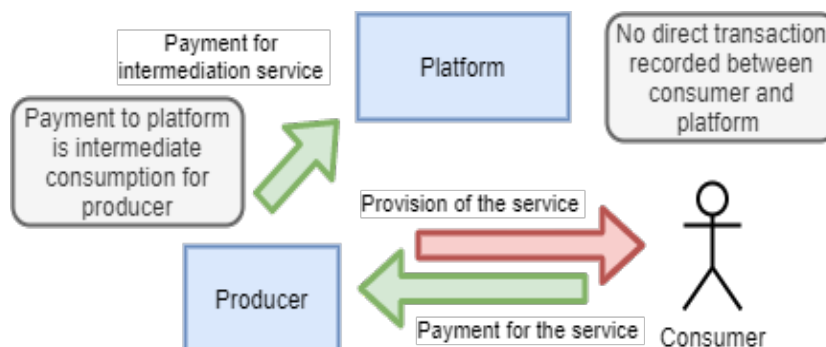 Payment for
intermediation service
Platform
No direct transaction
recorded between
consumer and
platform
Payment to platform
is intermediate
consumption for
producer
Provision of the service
Producer
Payment for the service
Consumer